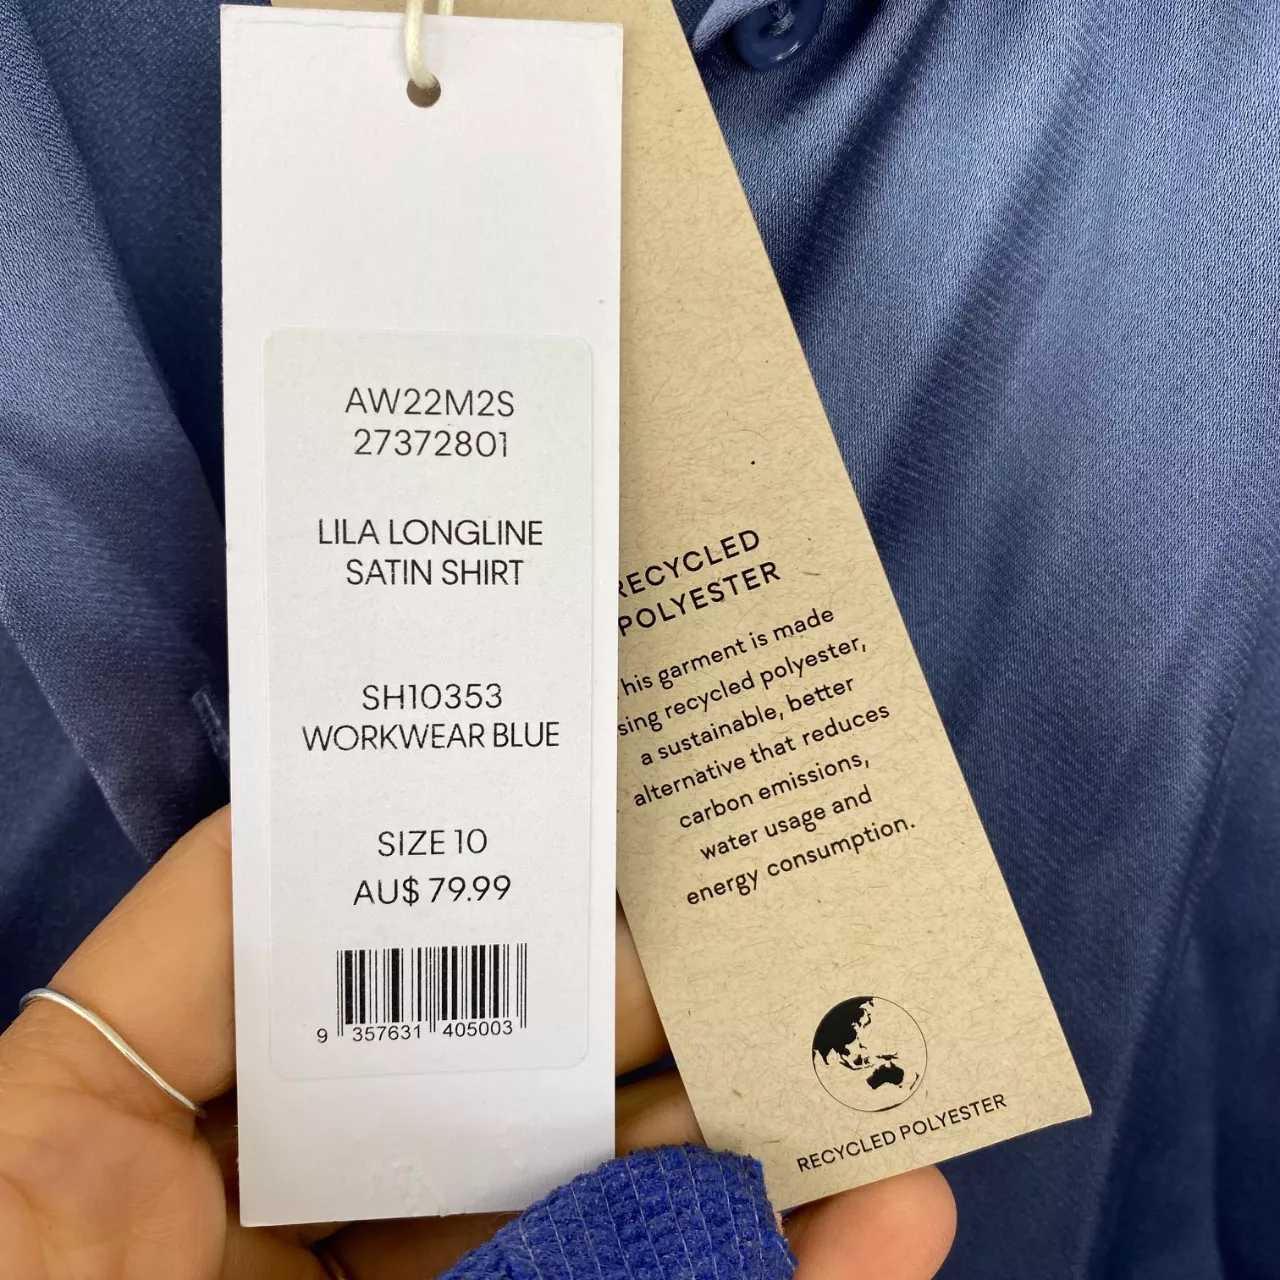 AW22M2S
27372801
LILA LONGLINE
SATIN SHIRT
SH10353
WORKWEAR BLUE
SIZE 10
AU$ 79.99
9 357631 405003
RECYCLED
POLYESTER
his garment is made
sing recycled polyester,
a sustainable, better
alternative that reduces
carbon emissions,
water usage and
energy consumption.
RECYCLED POLYESTER